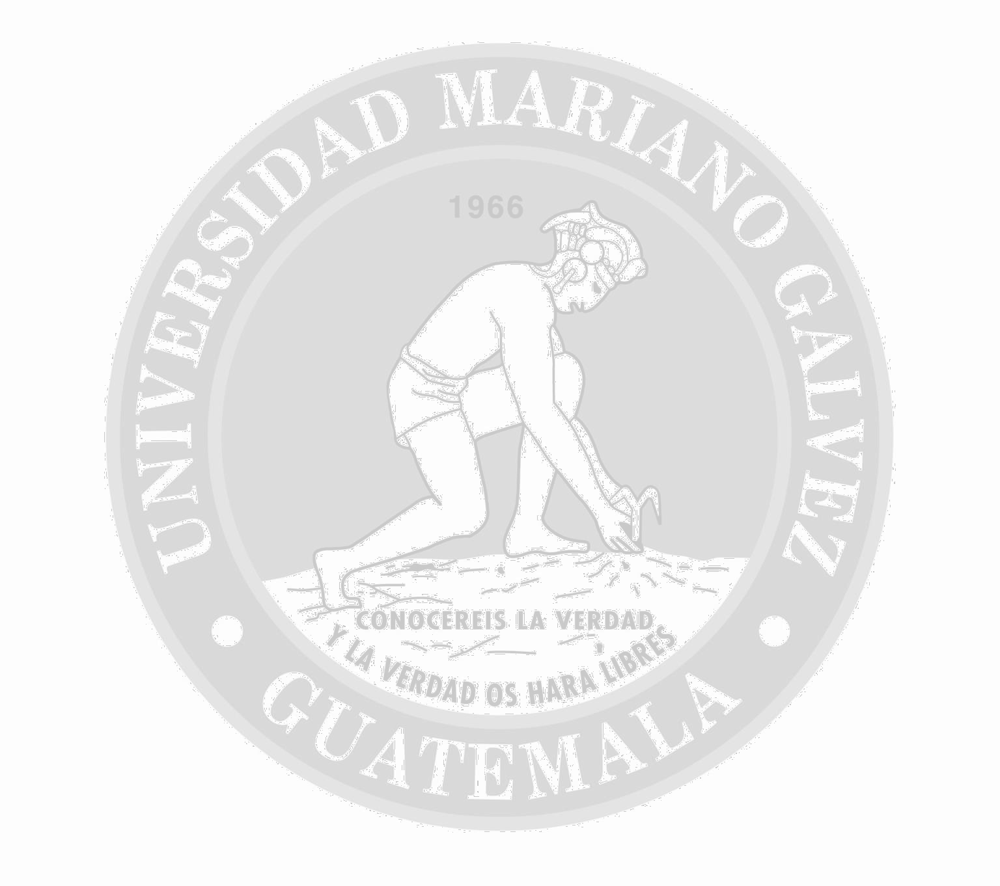 UNIVERSIDAD MARIANO GALVEZ
1966
CONOCEREIS LA VERDAD
Y LA VERDAD OS HARA LIBRES
GUATEMALA